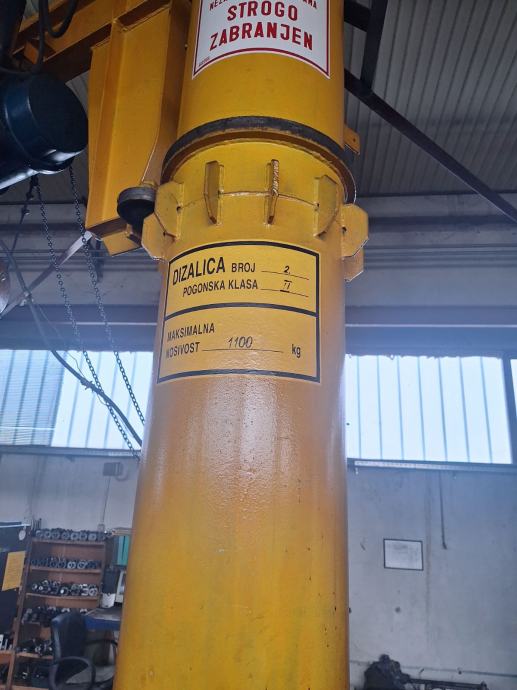 STROGO
ZABRANJEN
DIZALICA BROJ 2
POGONSKA KLASA II
MAKSIMALNA
NOSIVOST 1100 kg